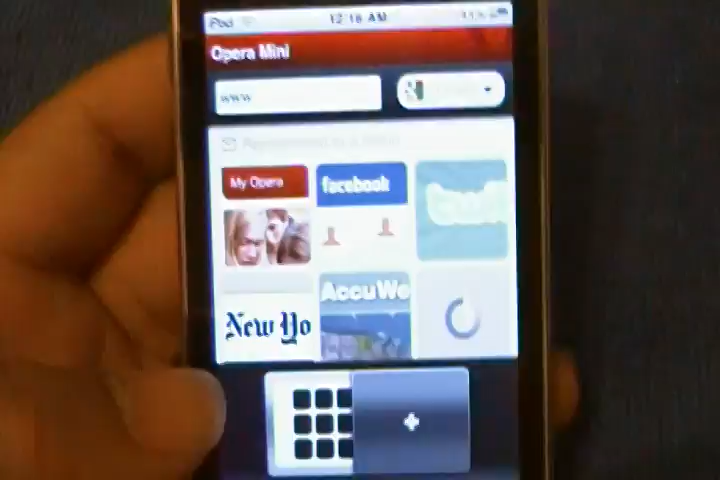 iPod 12:16 AM
Opera Mini
www
My Opera
facebook
AccuWe
New Yo